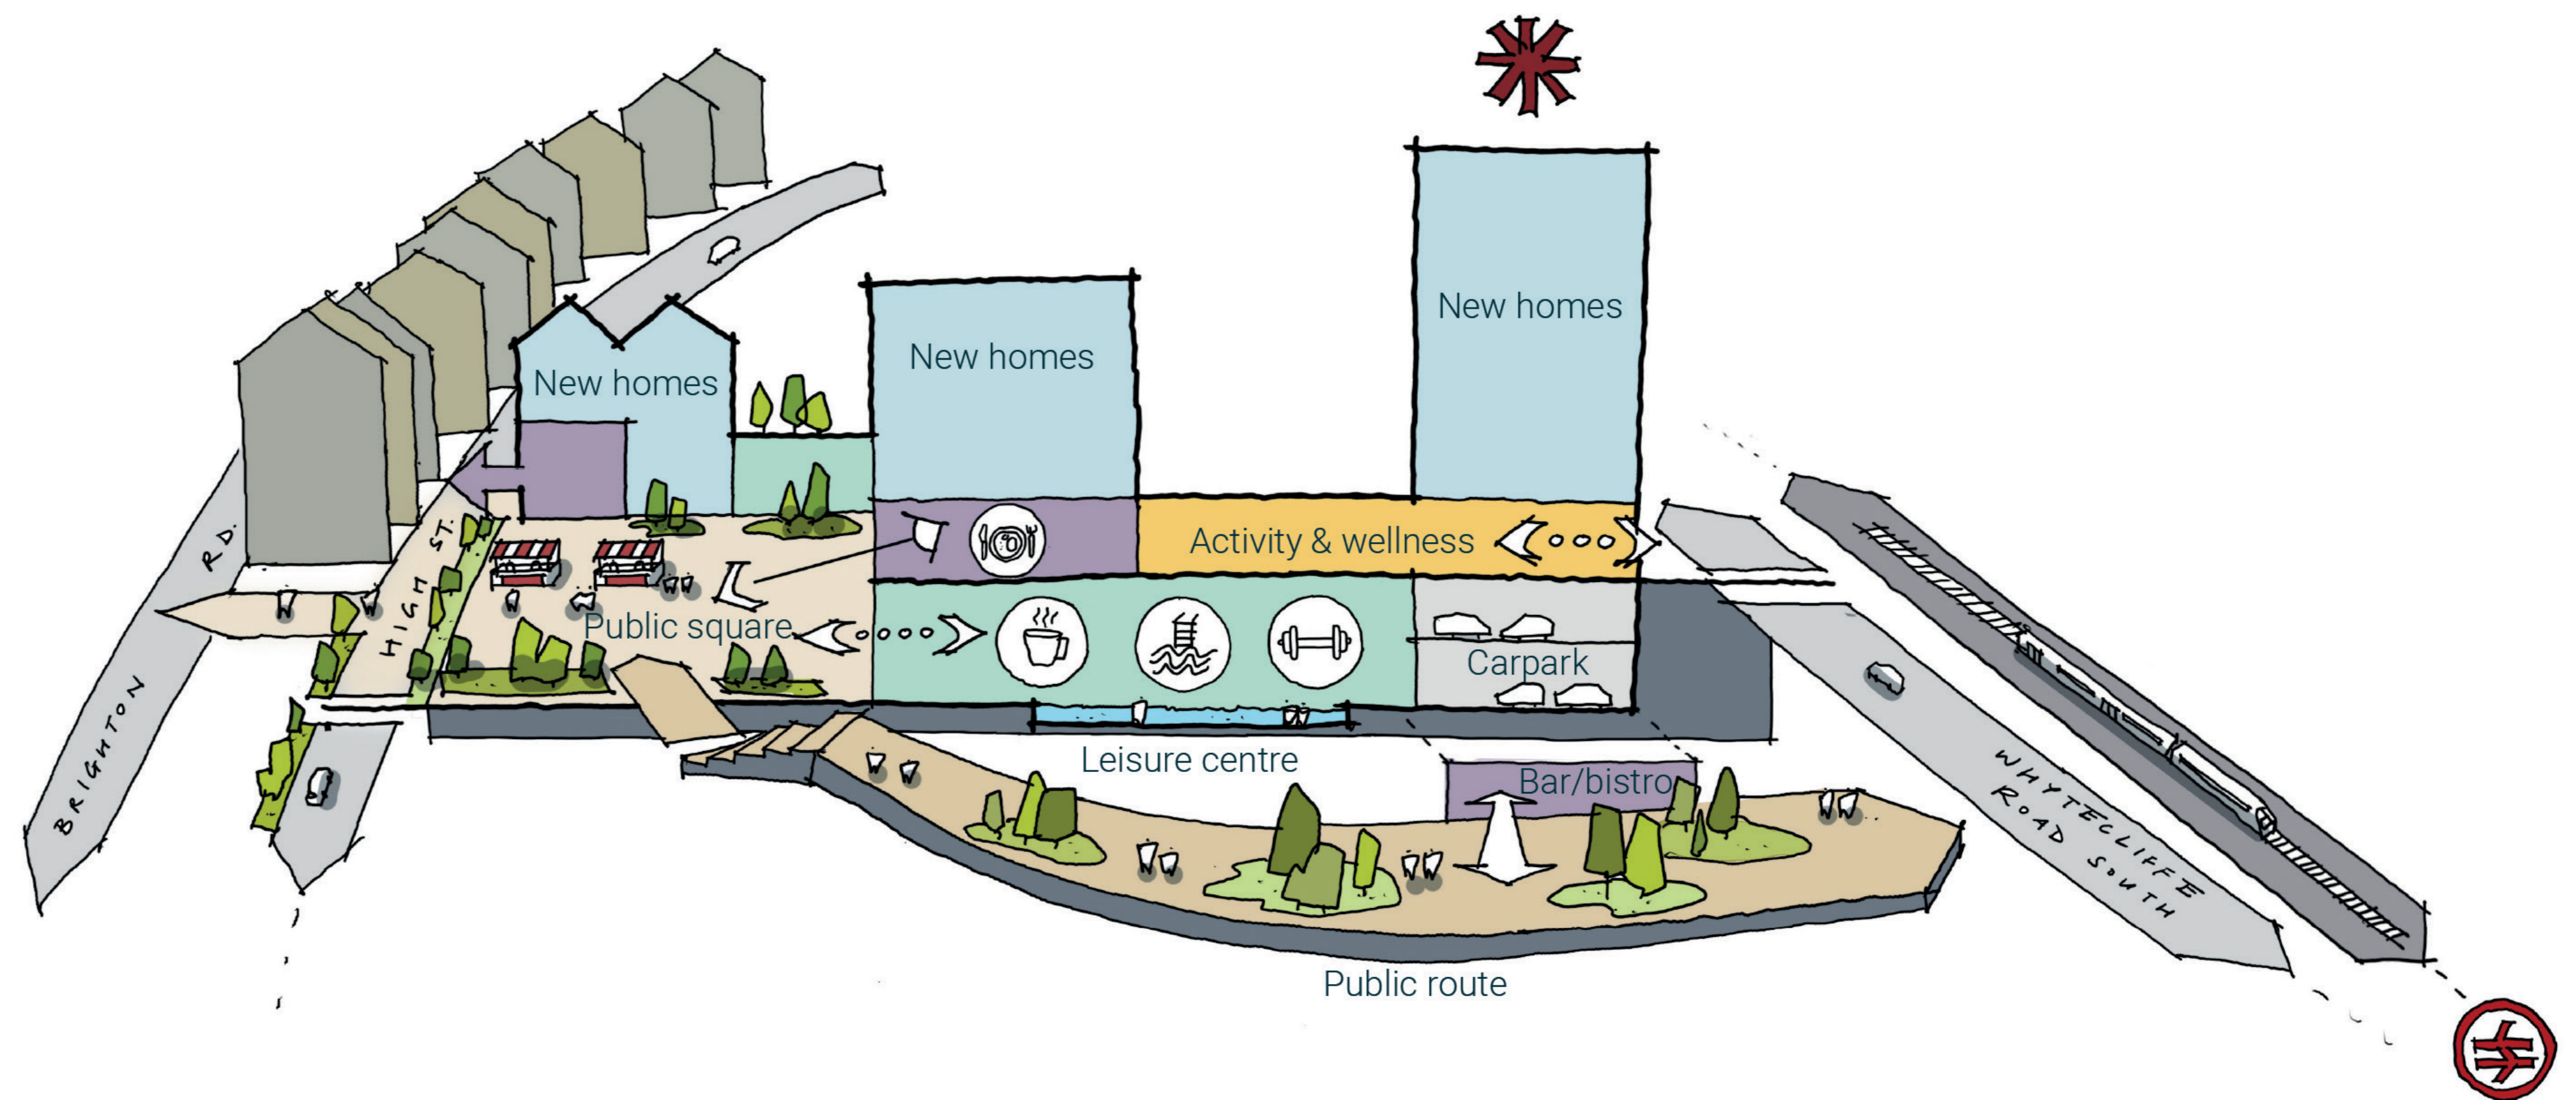 New homes
New homes
New homes
Activity & wellness
Public square
Carpark
Leisure centre
Bar/bistro
Public route
BRIGHTON RD.
HIGH ST.
WHYTECLIFFE
ROAD SOUTH